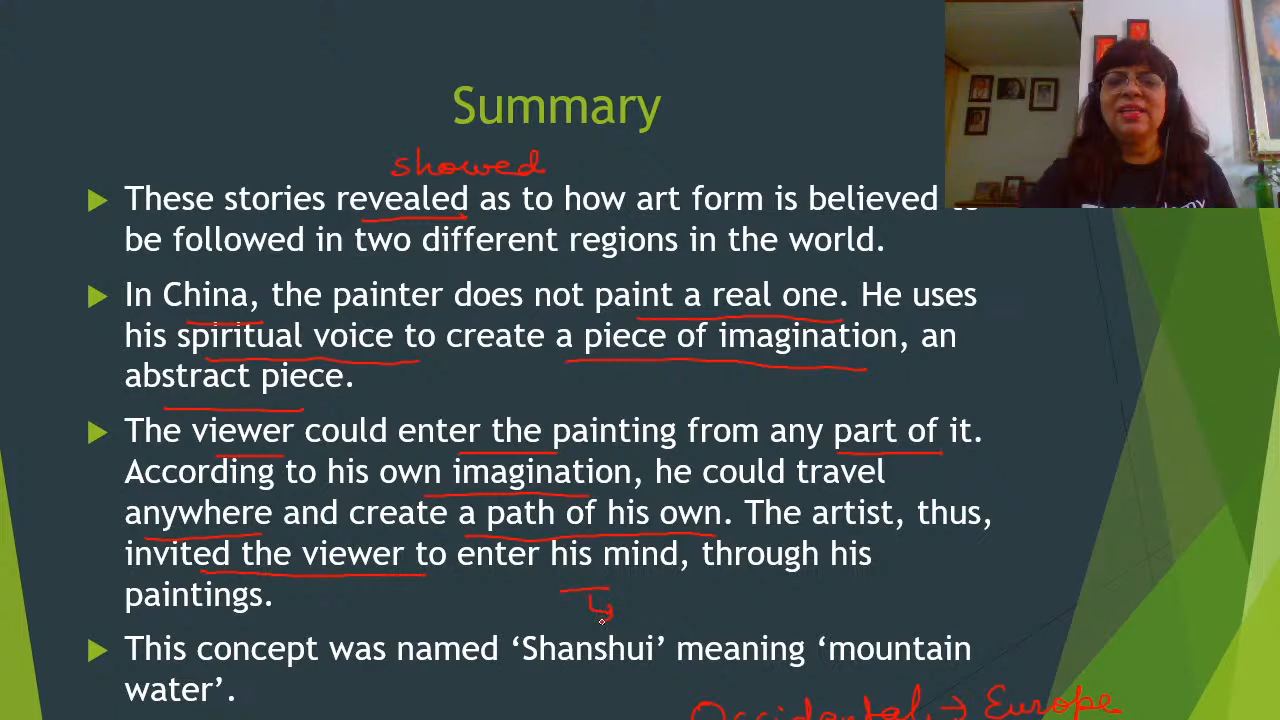 Summary
showed
These stories revealed as to how art form is believed to
be followed in two different regions in the world.
In China, the painter does not paint a real one. He uses
his spiritual voice to create a piece of imagination, an
abstract piece.
The viewer could enter the painting from any part of it.
According to his own imagination, he could travel
anywhere and create a path of his own. The artist, thus,
invited the viewer to enter his mind, through his
paintings.
This concept was named ‘Shanshui’ meaning ‘mountain
water’.
Occidental → Europe